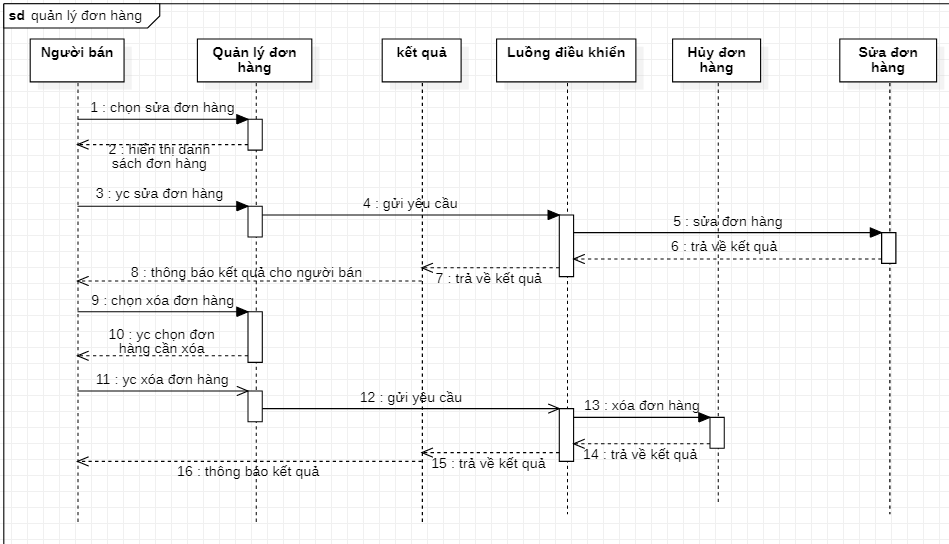 sd quản lý đơn hàng
Người bán
Quản lý đơn
hàng
kết quả
Luồng điều khiển
Hủy đơn
hàng
Sửa đơn
hàng
1 : chọn sửa đơn hàng
2 : hiển thị danh
sách đơn hàng
3 : yc sửa đơn hàng
4 : gửi yêu cầu
5 : sửa đơn hàng
6 : trả về kết quả
7 : trả về kết quả
8 : thông báo kết quả cho người bán
9 : chọn xóa đơn hàng
10 : yc chọn đơn
hàng cần xóa
11 : yc xóa đơn hàng
12 : gửi yêu cầu
13 : xóa đơn hàng
14 : trả về kết quả
15 : trả về kết quả
16 : thông báo kết quả